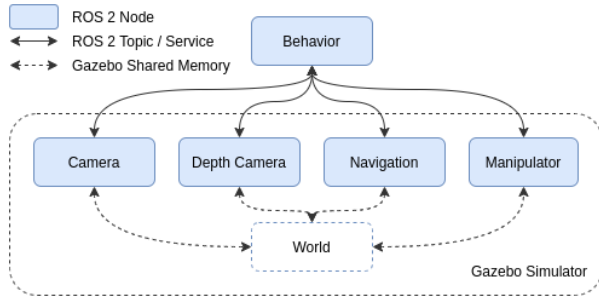 ROS 2 Node
ROS 2 Topic / Service
Gazebo Shared Memory
Behavior
Camera
Depth Camera
Navigation
Manipulator
World
Gazebo Simulator